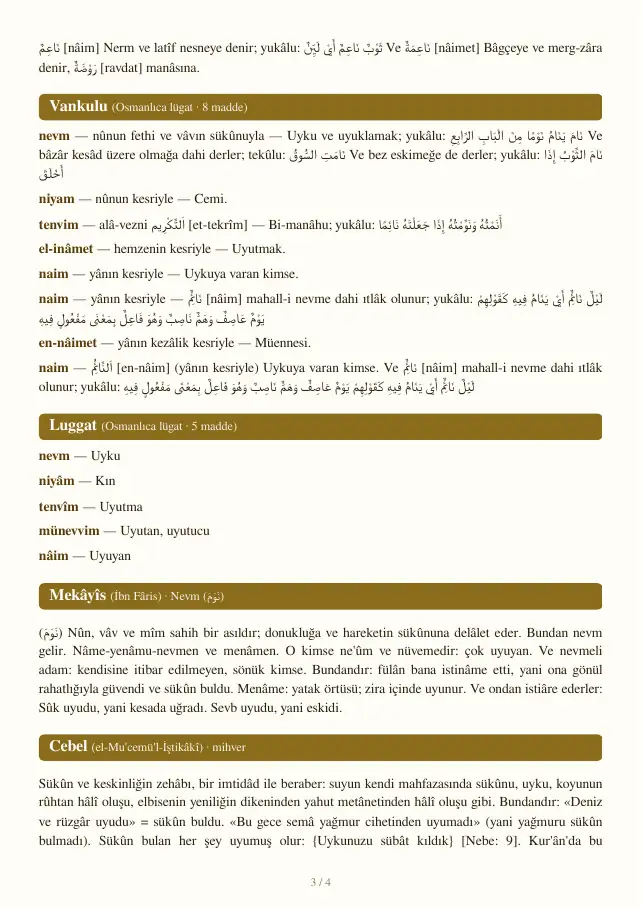 نَاعِمٌ [nâim] Nerm ve latîf nesneye denir; yukâlu: ثَوْبٌ نَاعِمٌ أَيْ لَيِّنٌ Ve نَاعِمَةٌ [nâimet] Bâgçeye ve merg-zâra
denir, رَوْضَةٌ [ravdat] manâsına.
Vankulu (Osmanlıca lügat · 8 madde)
nevm — nûnun fethi ve vâvın sükûnuyla — Uyku ve uyuklamak; yukâlu: نَامَ يَنَامُ نَوْمًا مِنَ الْبَابِ الرَّابِعِ Ve
bâzâr kesâd üzere olmağa dahi derler; tekûlu: نَامَتِ السُّوقُ Ve bez eskimeğe de derler; yukâlu: نَامَ الثَّوْبُ إِذَا
أَخْلَقَ
niyam — nûnun kesriyle — Cemi.
tenvim — alâ-vezni اَلتَّكْرِيم [et-tekrîm] — Bi-manâhu; yukâlu: أَنَمْتُهُ وَنَوَّمْتُهُ إِذَا جَعَلْتَهُ نَائِمًا
el-inâmet — hemzenin kesriyle — Uyutmak.
naim — yânın kesriyle — Uykuya varan kimse.
naim — yânın kesriyle — نَائِمٌ [nâim] mahall-i nevme dahi ıtlâk olunur; yukâlu: لَيْلٌ نَائِمٌ أَيْ يَنَامُ فِيهِ كَقَوْلِهِمْ
يَوْمٌ عَاصِفٌ وَهَمٌّ نَاصِبٌ وَهُوَ فَاعِلٌ بِمَعْنَى مَفْعُولٍ فِيهِ
en-nâimet — yânın kezâlik kesriyle — Müennesi.
naim — اَلنَّائِمُ [en-nâim] (yânın kesriyle) Uykuya varan kimse. Ve نَائِمٌ [nâim] mahall-i nevme dahi ıtlâk
olunur; yukâlu: لَيْلٌ نَائِمٌ أَيْ يَنَامُ فِيهِ كَقَوْلِهِمْ يَوْمٌ عَاصِفٌ وَهَمٌّ نَاصِبٌ وَهُوَ فَاعِلٌ بِمَعْنَى مَفْعُولٍ فِيهِ
Luggat (Osmanlıca lügat · 5 madde)
nevm — Uyku
niyâm — Kın
tenvîm — Uyutma
münevvim — Uyutan, uyutucu
nâim — Uyuyan
Mekâyîs (İbn Fâris) · Nevm (نَوَمَ)
(نَوَمَ) Nûn, vâv ve mîm sahih bir asıldır; donukluğa ve hareketin sükûnuna delâlet eder. Bundan nevm
gelir. Nâme-yenâmu-nevmen ve menâmen. O kimse ne'ûm ve nüvemedir: çok uyuyan. Ve nevmeli
adam: kendisine itibar edilmeyen, sönük kimse. Bundandır: fülân bana istinâme etti, yani ona gönül
rahatlığıyla güvendi ve sükûn buldu. Menâme: yatak örtüsü; zira içinde uyunur. Ve ondan istiâre ederler:
Sûk uyudu, yani kesada uğradı. Sevb uyudu, yani eskidi.
Cebel (el-Mu'cemü'l-İştikâkî) · mihver
Sükûn ve keskinliğin zehâbı, bir imtidâd ile beraber: suyun kendi mahfazasında sükûnu, uyku, koyunun
rûhtan hâlî oluşu, elbisenin yeniliğin dikeninden yahut metânetinden hâlî oluşu gibi. Bundandır: «Deniz
ve rüzgâr uyudu» = sükûn buldu. «Bu gece semâ yağmur cihetinden uyumadı» (yani yağmuru sükûn
bulmadı). Sükûn bulan her şey uyumuş olur: {Uykunuzu sübât kıldık} [Nebe: 9]. Kur'ân'da bu
3 / 4